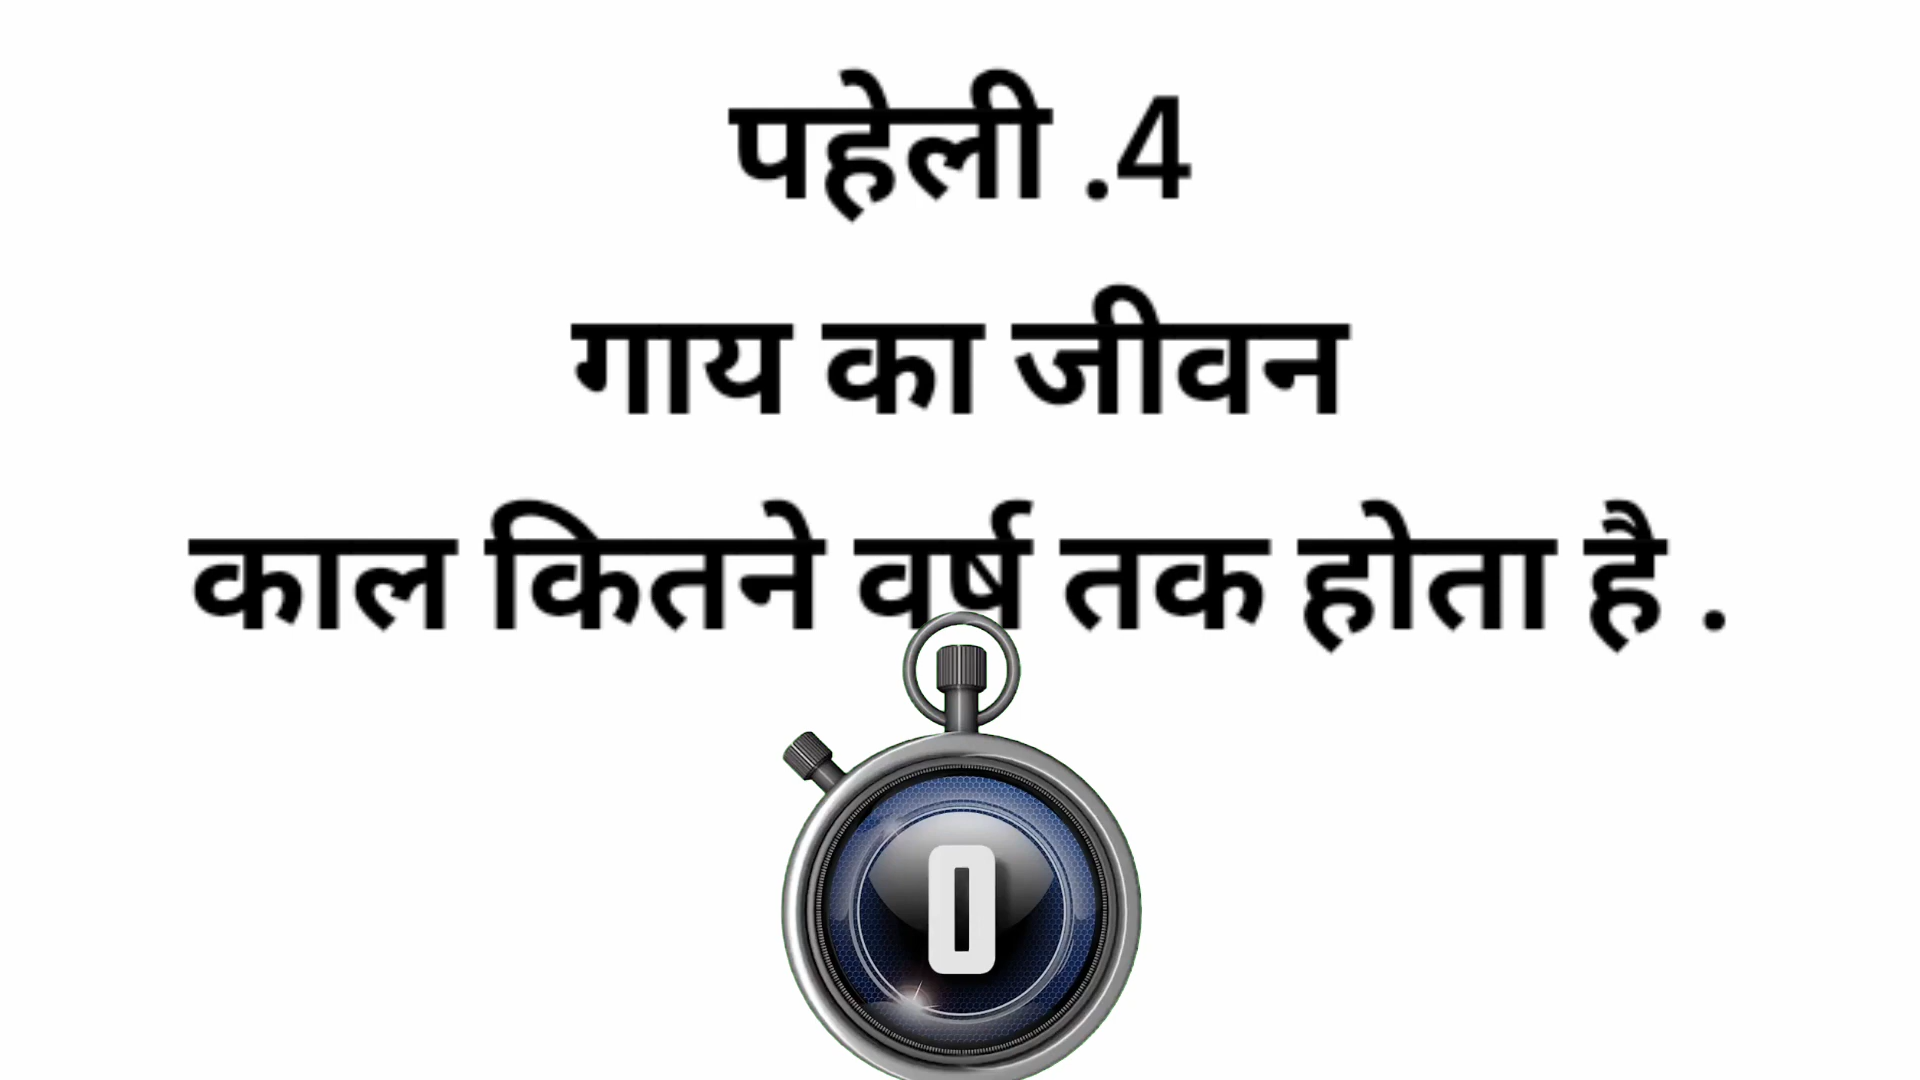 पहेली .4
गाय का जीवन
काल कितने वर्ष तक होता है .
0